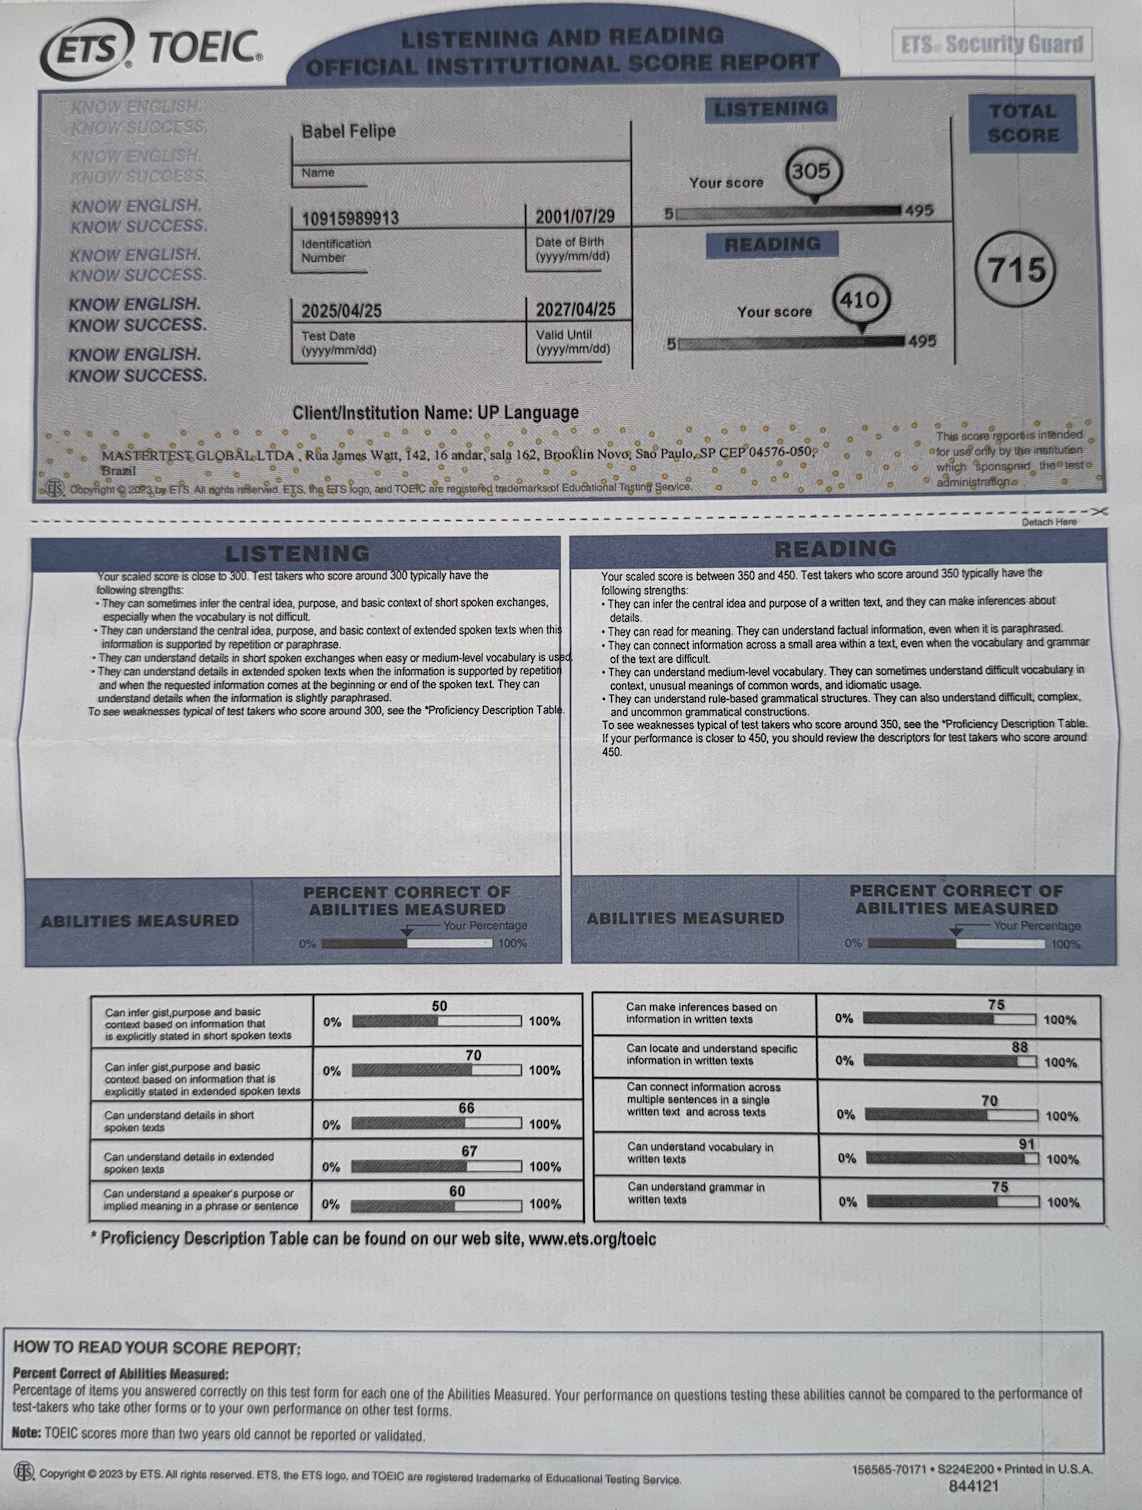 ETS® TOEIC®
LISTENING AND READING
OFFICIAL INSTITUTIONAL SCORE REPORT
ETS® Security Guard
KNOW ENGLISH.
KNOW SUCCESS.
KNOW ENGLISH.
KNOW SUCCESS.
KNOW ENGLISH.
KNOW SUCCESS.
KNOW ENGLISH.
KNOW SUCCESS.
KNOW ENGLISH.
KNOW SUCCESS.
KNOW ENGLISH.
KNOW SUCCESS.
Babel Felipe
Name
10915989913
Identification
Number
2001/07/29
Date of Birth
(yyyy/mm/dd)
2025/04/25
Test Date
(yyyy/mm/dd)
2027/04/25
Valid Until
(yyyy/mm/dd)
LISTENING
Your score
305
5
495
READING
Your score
410
5
495
TOTAL
SCORE
715
Client/Institution Name: UP Language
MASTERTEST GLOBAL LTDA , Rua James Watt, 142, 16 andar, sala 162, Brooklin Novo, Sao Paulo, SP CEP 04576-050,
Brazil
ETS® Copyright © 2023 by ETS. All rights reserved. ETS, the ETS logo, and TOEIC are registered trademarks of Educational Testing Service.
This score report is intended
for use only by the institution
which sponsored the test
administration.
Detach Here
LISTENING
Your scaled score is close to 300. Test takers who score around 300 typically have the
following strengths:
• They can sometimes infer the central idea, purpose, and basic context of short spoken exchanges,
especially when the vocabulary is not difficult.
• They can understand the central idea, purpose, and basic context of extended spoken texts when this
information is supported by repetition or paraphrase.
• They can understand details in short spoken exchanges when easy or medium-level vocabulary is used.
• They can understand details in extended spoken texts when the information is supported by repetition
and when the requested information comes at the beginning or end of the spoken text. They can
understand details when the information is slightly paraphrased.
To see weaknesses typical of test takers who score around 300, see the *Proficiency Description Table.
READING
Your scaled score is between 350 and 450. Test takers who score around 350 typically have the
following strengths:
• They can infer the central idea and purpose of a written text, and they can make inferences about
details.
• They can read for meaning. They can understand factual information, even when it is paraphrased.
• They can connect information across a small area within a text, even when the vocabulary and grammar
of the text are difficult.
• They can understand medium-level vocabulary. They can sometimes understand difficult vocabulary in
context, unusual meanings of common words, and idiomatic usage.
• They can understand rule-based grammatical structures. They can also understand difficult, complex,
and uncommon grammatical constructions.
To see weaknesses typical of test takers who score around 350, see the *Proficiency Description Table.
If your performance is closer to 450, you should review the descriptors for test takers who score around
450.
ABILITIES MEASURED
PERCENT CORRECT OF
ABILITIES MEASURED
Your Percentage
0%
100%
ABILITIES MEASURED
PERCENT CORRECT OF
ABILITIES MEASURED
Your Percentage
0%
100%
Can infer gist,purpose and basic
context based on information that
is explicitly stated in short spoken texts
0%
50
100%
Can infer gist,purpose and basic
context based on information that is
explicitly stated in extended spoken texts
0%
70
100%
Can understand details in short
spoken texts
0%
66
100%
Can understand details in extended
spoken texts
0%
67
100%
Can understand a speaker's purpose or
implied meaning in a phrase or sentence
0%
60
100%
Can make inferences based on
information in written texts
0%
75
100%
Can locate and understand specific
information in written texts
0%
88
100%
Can connect information across
multiple sentences in a single
written text and across texts
0%
70
100%
Can understand vocabulary in
written texts
0%
91
100%
Can understand grammar in
written texts
0%
75
100%
* Proficiency Description Table can be found on our web site, www.ets.org/toeic
HOW TO READ YOUR SCORE REPORT:
Percent Correct of Abilities Measured:
Percentage of items you answered correctly on this test form for each one of the Abilities Measured. Your performance on questions testing these abilities cannot be compared to the performance of
test-takers who take other forms or to your own performance on other test forms.
Note: TOEIC scores more than two years old cannot be reported or validated.
ETS® Copyright © 2023 by ETS. All rights reserved. ETS, the ETS logo, and TOEIC are registered trademarks of Educational Testing Service.
156565-70171 • S224E200 • Printed in U.S.A.
844121